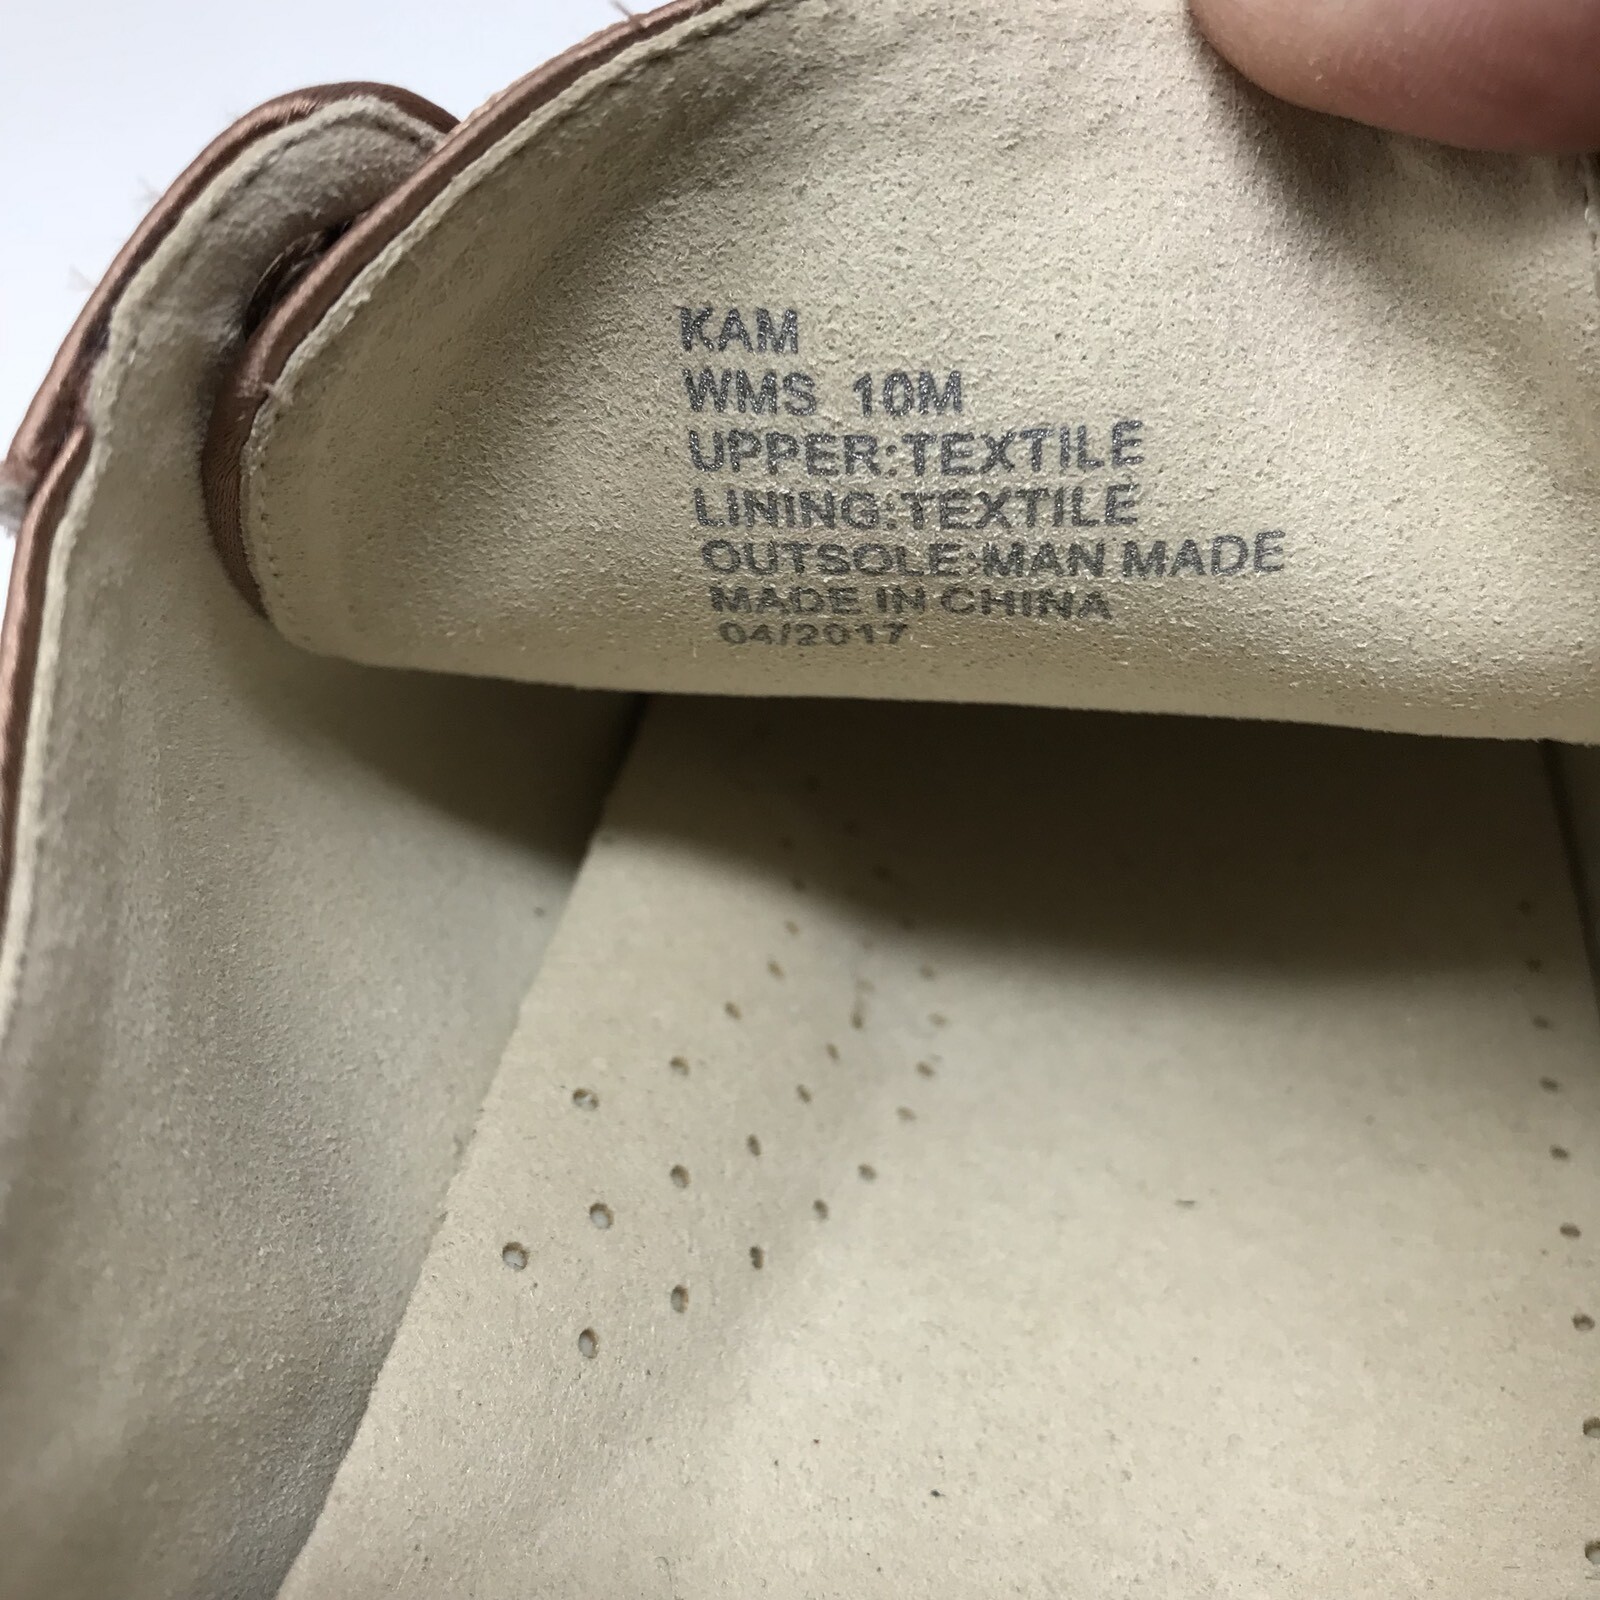 KAM
WMS 10M
UPPER:TEXTILE
LINING:TEXTILE
OUTSOLE:MAN MADE
MADE IN CHINA
04/2017